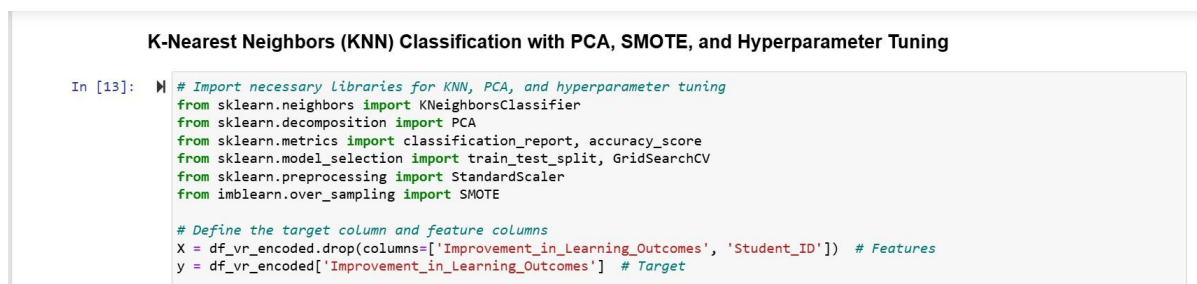 K-Nearest Neighbors (KNN) Classification with PCA, SMOTE, and Hyperparameter Tuning
In [13]:
# Import necessary libraries for KNN, PCA, and hyperparameter tuning
from sklearn.neighbors import KNeighborsClassifier
from sklearn.decomposition import PCA
from sklearn.metrics import classification_report, accuracy_score
from sklearn.model_selection import train_test_split, GridSearchCV
from sklearn.preprocessing import StandardScaler
from imblearn.over_sampling import SMOTE
# Define the target column and feature columns
X = df_vr_encoded.drop(columns=['Improvement_in_Learning_Outcomes', 'Student_ID']) # Features
y = df_vr_encoded['Improvement_in_Learning_Outcomes'] # Target